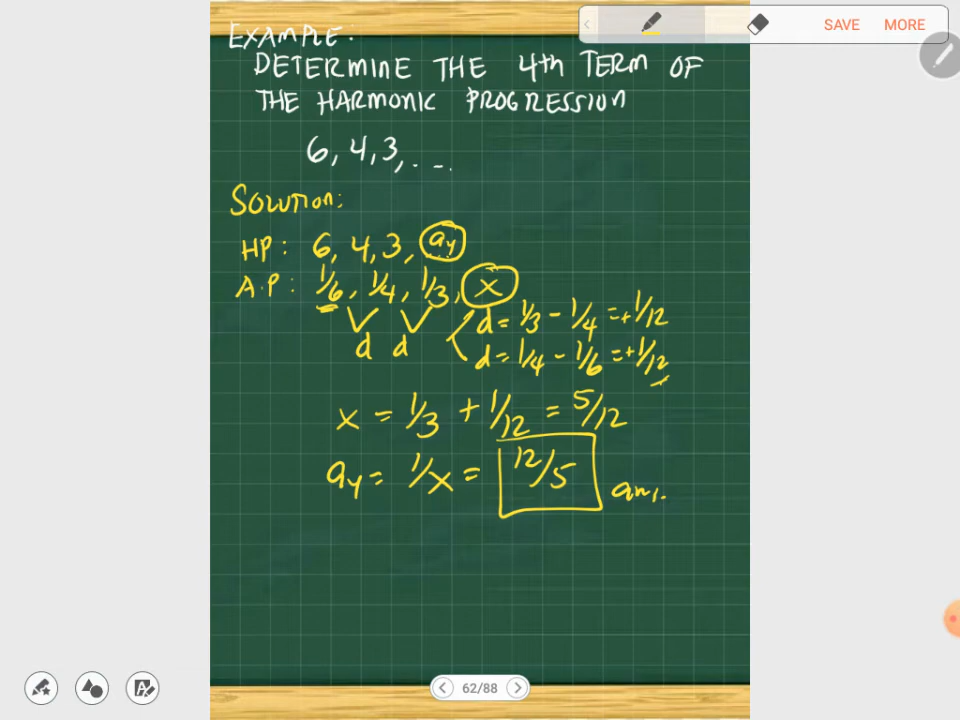 SAVE MORE
EXAMPLE:
DETERMINE THE 4th TERM OF
THE HARMONIC PROGRESSION
6, 4, 3, ...
SOLUTION:
HP: 6, 4, 3, a4
A.P: 1/6, 1/4, 1/3, x
d d d = 1/3 - 1/4 = +1/12
d = 1/4 - 1/6 = +1/12
x = 1/3 + 1/12 = 5/12
a4 = 1/x = 12/5 ans.
62/88